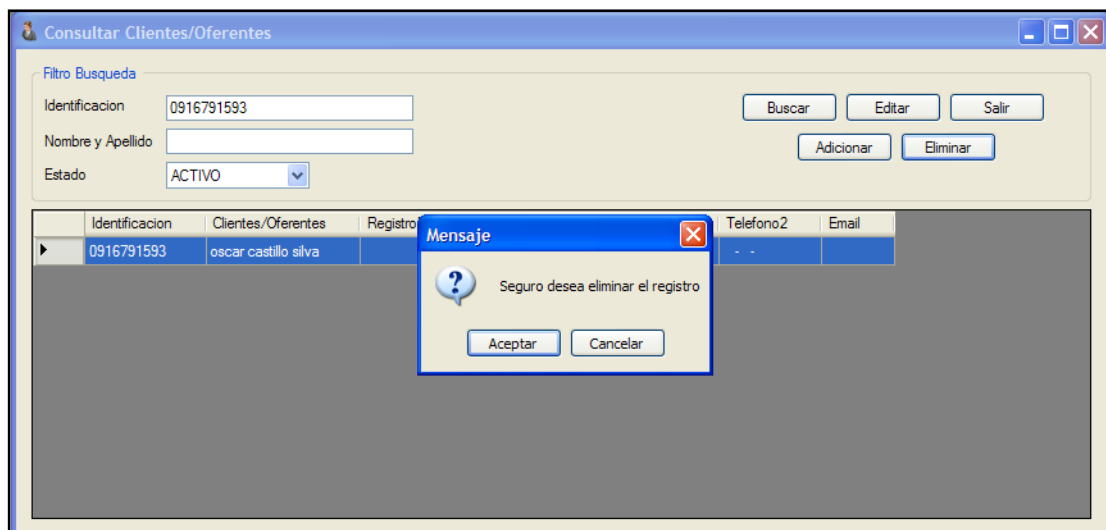 Consultar Clientes/Oferentes
Filtro Busqueda
Identificacion 0916791593 Buscar Editar Salir
Nombre y Apellido Adicionar Eliminar
Estado ACTIVO
Identificacion Clientes/Oferentes Registro Telefono2 Email
0916791593 oscar castillo silva - -
Mensaje
Seguro desea eliminar el registro
Aceptar Cancelar